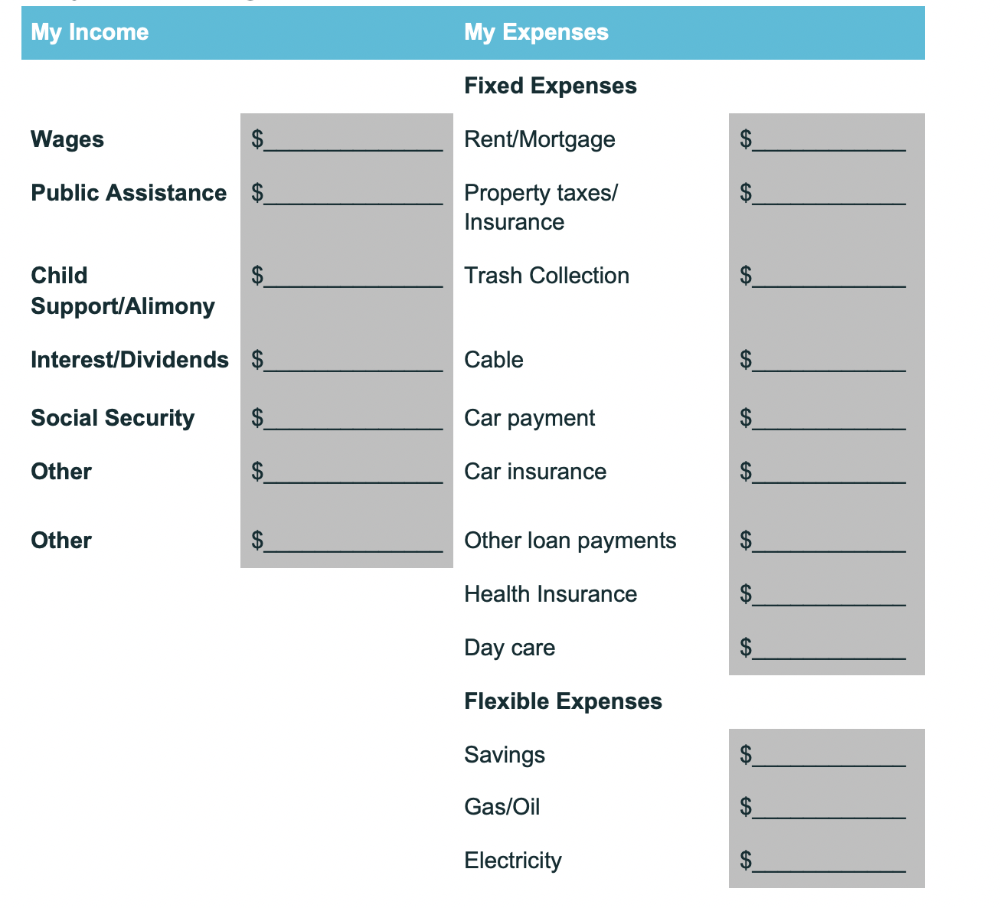 My Income My Expenses
Fixed Expenses
Wages $______________ Rent/Mortgage $____________
Public Assistance $______________ Property taxes/ $____________
Insurance
Child $______________ Trash Collection $____________
Support/Alimony
Interest/Dividends $______________ Cable $____________
Social Security $______________ Car payment $____________
Other $______________ Car insurance $____________
Other $______________ Other loan payments $____________
Health Insurance $____________
Day care $____________
Flexible Expenses
Savings $____________
Gas/Oil $____________
Electricity $____________